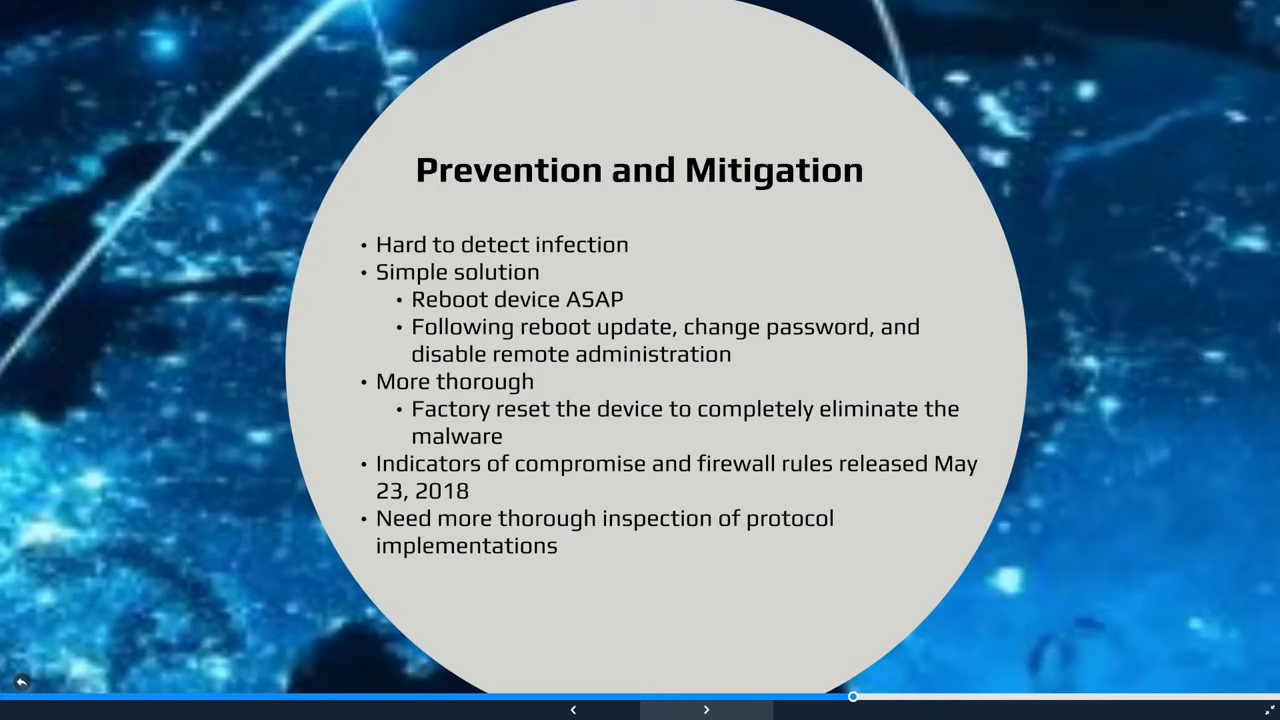 Prevention and Mitigation
• Hard to detect infection
• Simple solution
• Reboot device ASAP
• Following reboot update, change password, and
disable remote administration
• More thorough
• Factory reset the device to completely eliminate the
malware
• Indicators of compromise and firewall rules released May
23, 2018
• Need more thorough inspection of protocol
implementations